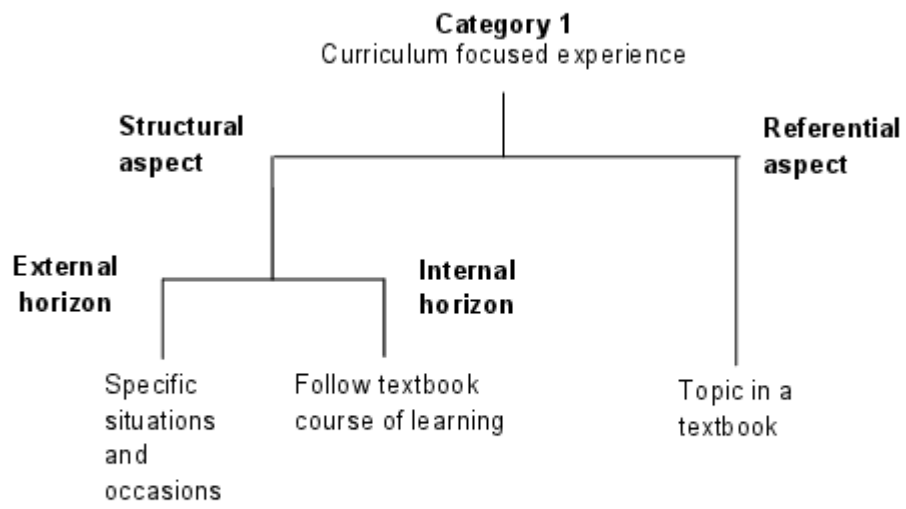 Category 1
Curriculum focused experience
Structural
aspect
Referential
aspect
External
horizon
Internal
horizon
Specific
situations
and
occasions
Follow textbook
course of learning
Topic in a
textbook